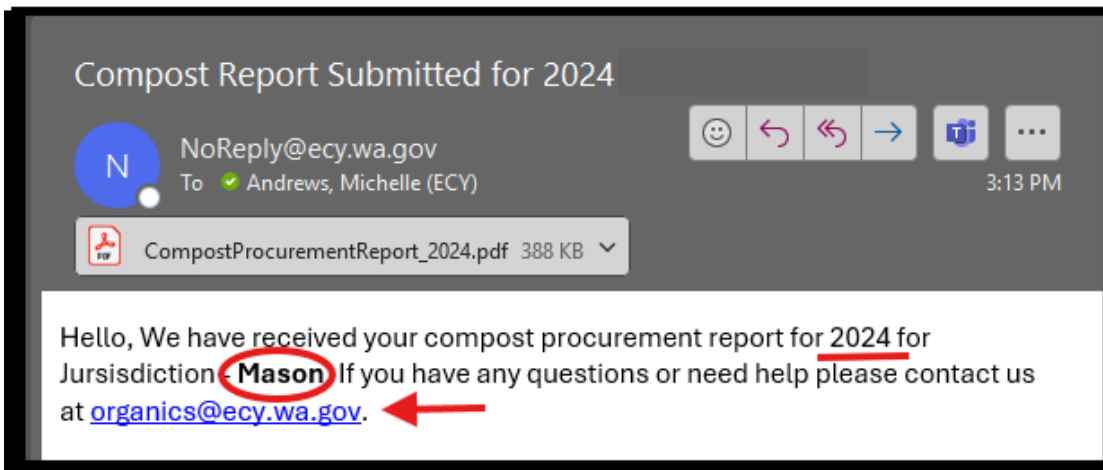 Compost Report Submitted for 2024
N
NoReply@ecy.wa.gov
To Andrews, Michelle (ECY)
3:13 PM
PDF
CompostProcurementReport_2024.pdf 388 KB
Hello, We have received your compost procurement report for 2024 for
Jursisdiction - Mason. If you have any questions or need help please contact us
at organics@ecy.wa.gov.